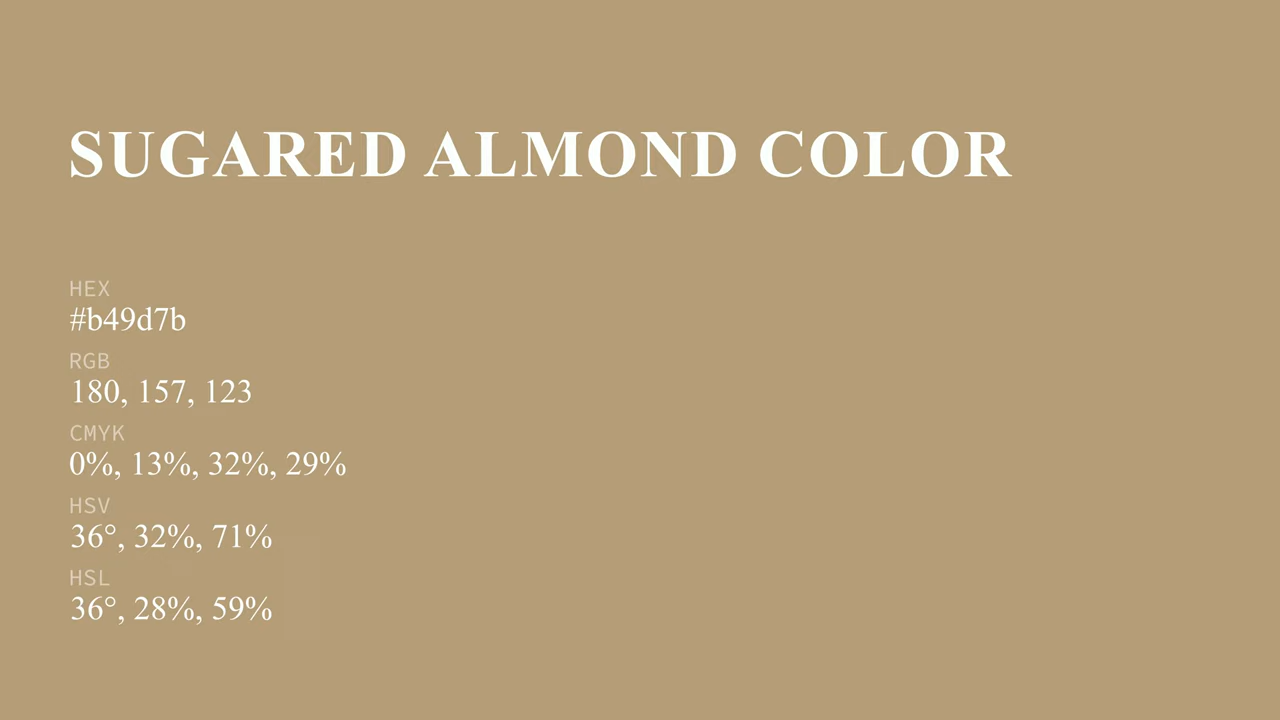 SUGARED ALMOND COLOR
HEX
#b49d7b
RGB
180, 157, 123
CMYK
0%, 13%, 32%, 29%
HSV
36°, 32%, 71%
HSL
36°, 28%, 59%